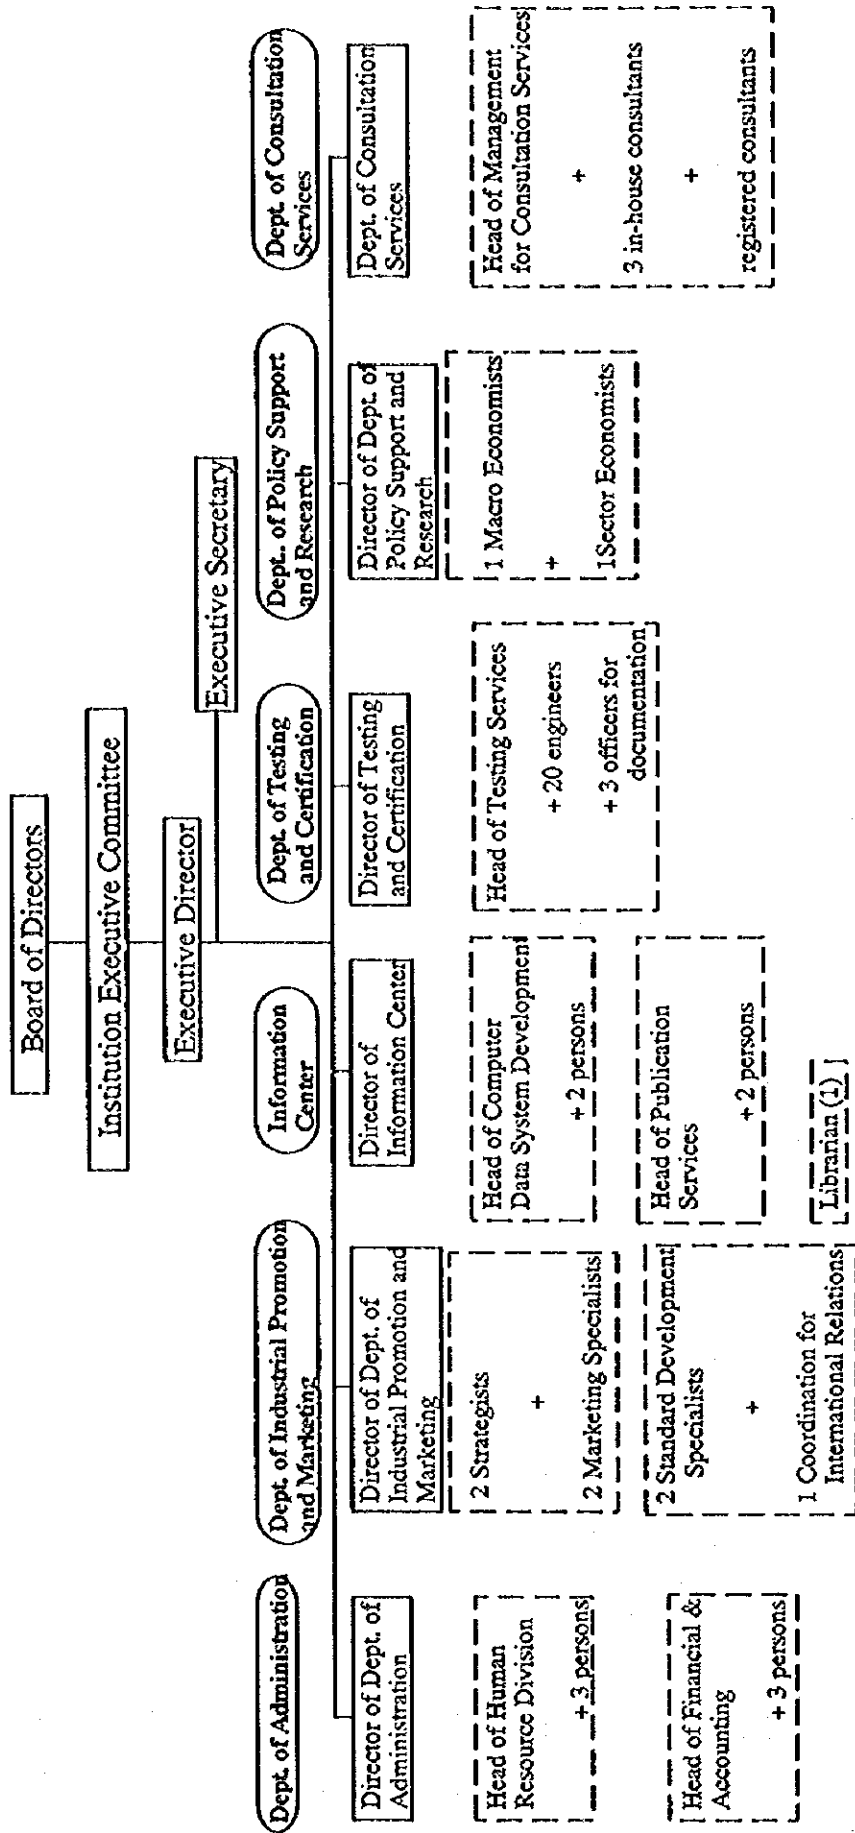 Board of Directors
Institution Executive Committee
Executive Director
Executive Secretary
Dept. of Administration
Dept. of Industrial Promotion
and Marketing
Information
Center
Dept. of Testing
and Certification
Dept. of Policy Support
and Research
Dept. of Consultation
Services
Director of Dept. of
Administration
Director of Dept. of
Industrial Promotion and
Marketing
Director of
Information Center
Director of Testing
and Certification
Director of Dept. of
Policy Support and
Research
Dept. of Consultation
Services
Head of Human
Resource Division
+ 3 persons
Head of Financial &
Accounting
+ 3 persons
2 Strategists
+
2 Marketing Specialists
2 Standard Development
Specialists
+
1 Coordination for
International Relations
Head of Computer
Data System Development
+ 2 persons
Head of Publication
Services
+ 2 persons
Librarian (1)
Head of Testing Services
+ 20 engineers
+ 3 officers for
documentation
1 Macro Economists
+
1Sector Economists
Head of Management
for Consultation Services
+
3 in-house consultants
+
registered consultants